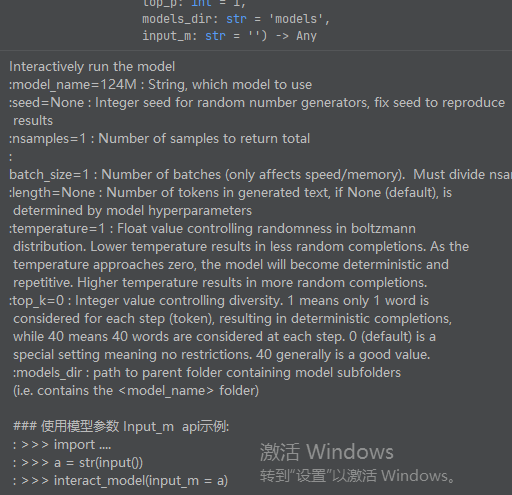 top_p: int = 1,
models_dir: str = 'models',
input_m: str = '') -> Any
Interactively run the model
:model_name=124M : String, which model to use
:seed=None : Integer seed for random number generators, fix seed to reproduce
results
:nsamples=1 : Number of samples to return total
:
batch_size=1 : Number of batches (only affects speed/memory).  Must divide nsa
:length=None : Number of tokens in generated text, if None (default), is
determined by model hyperparameters
:temperature=1 : Float value controlling randomness in boltzmann
distribution. Lower temperature results in less random completions. As the
temperature approaches zero, the model will become deterministic and
repetitive. Higher temperature results in more random completions.
:top_k=0 : Integer value controlling diversity. 1 means only 1 word is
considered for each step (token), resulting in deterministic completions,
while 40 means 40 words are considered at each step. 0 (default) is a
special setting meaning no restrictions. 40 generally is a good value.
:models_dir : path to parent folder containing model subfolders
(i.e. contains the <model_name> folder)
### 使用模型参数 Input_m  api示例:
: >>> import ....
: >>> a = str(input())
: >>> interact_model(input_m = a)
激活 Windows
转到"设置"以激活 Windows。